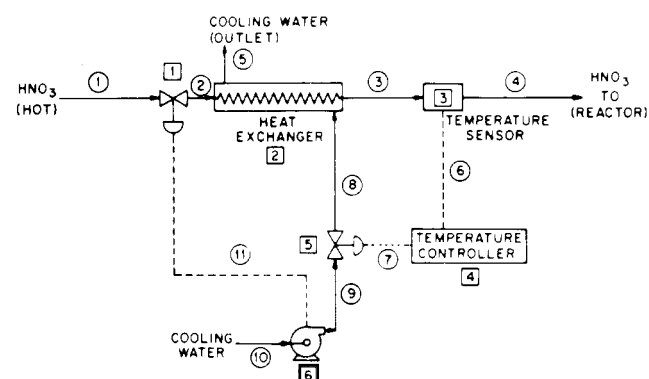 COOLING WATER
(OUTLET)
5
1
1
2
3
4
HNO3
(HOT)
3
HNO3
TO
(REACTOR)
HEAT
EXCHANGER
2
TEMPERATURE
SENSOR
8
6
5
7
TEMPERATURE
CONTROLLER
4
11
9
COOLING
WATER
10
6